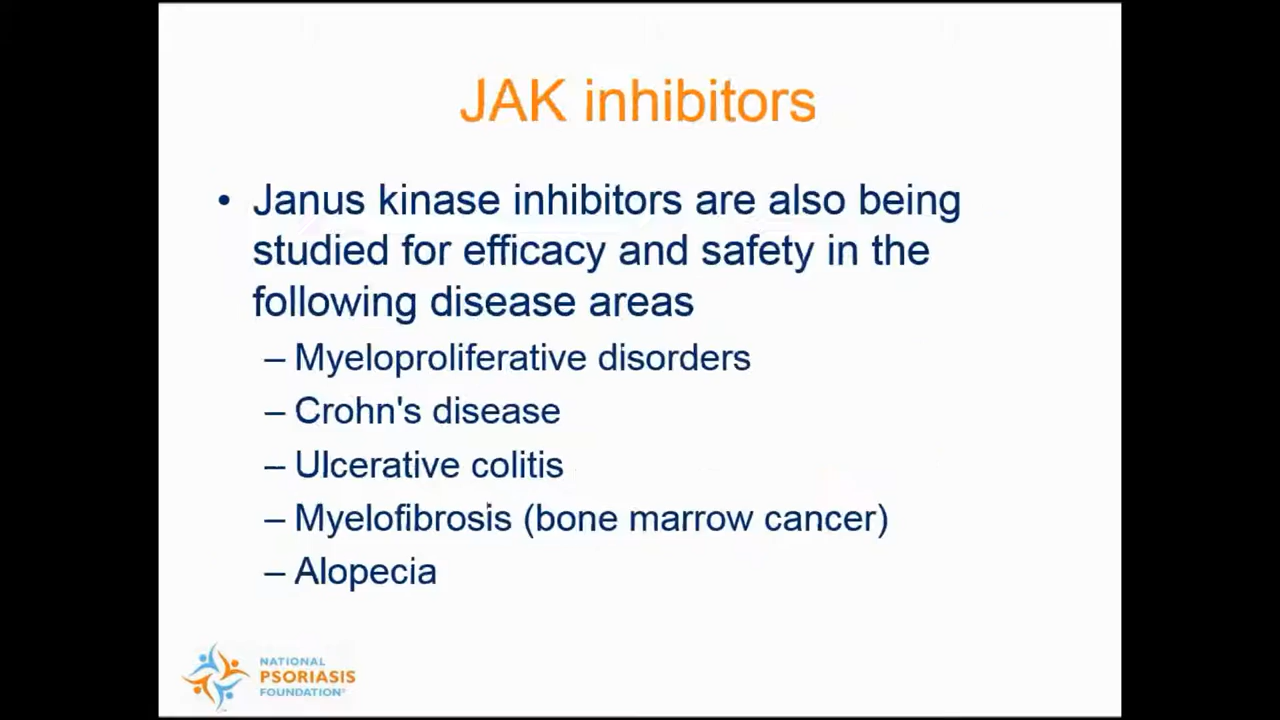 JAK inhibitors
• Janus kinase inhibitors are also being
studied for efficacy and safety in the
following disease areas
– Myeloproliferative disorders
– Crohn's disease
– Ulcerative colitis
– Myelofibrosis (bone marrow cancer)
– Alopecia
NATIONAL
PSORIASIS
FOUNDATION®